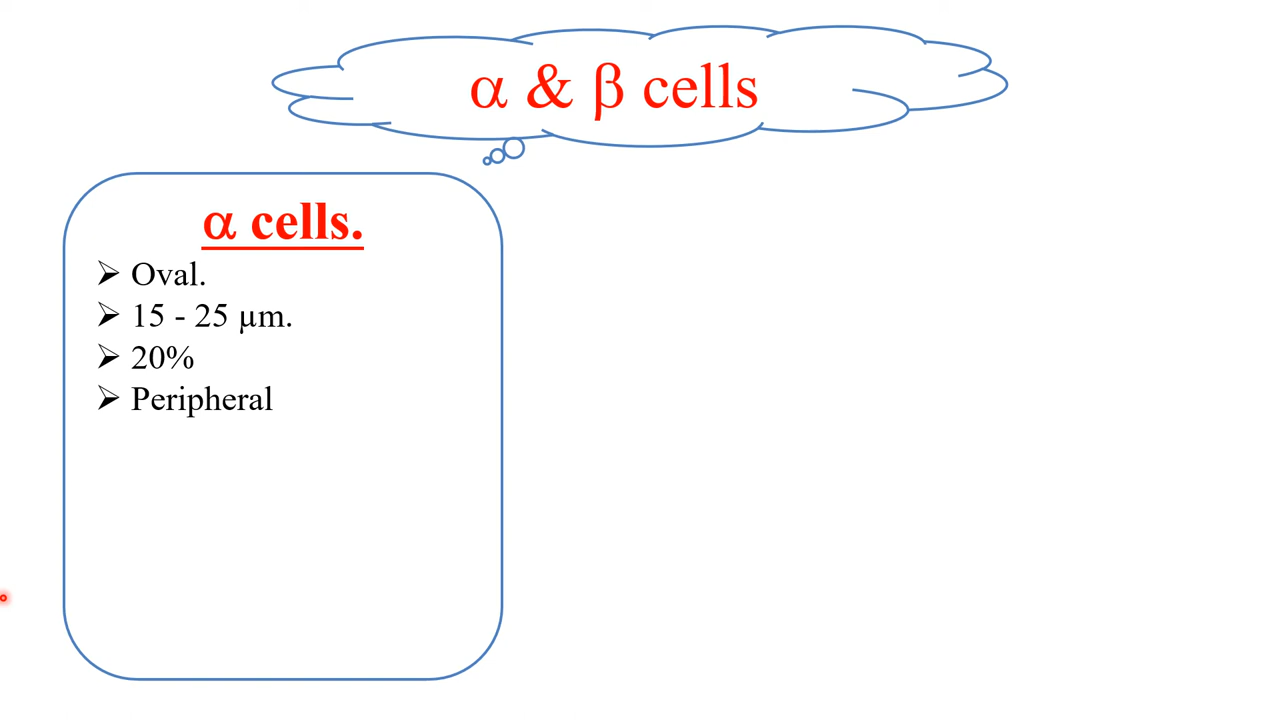 α & β cells
α cells.
➢ Oval.
➢ 15 - 25 µm.
➢ 20%
➢ Peripheral